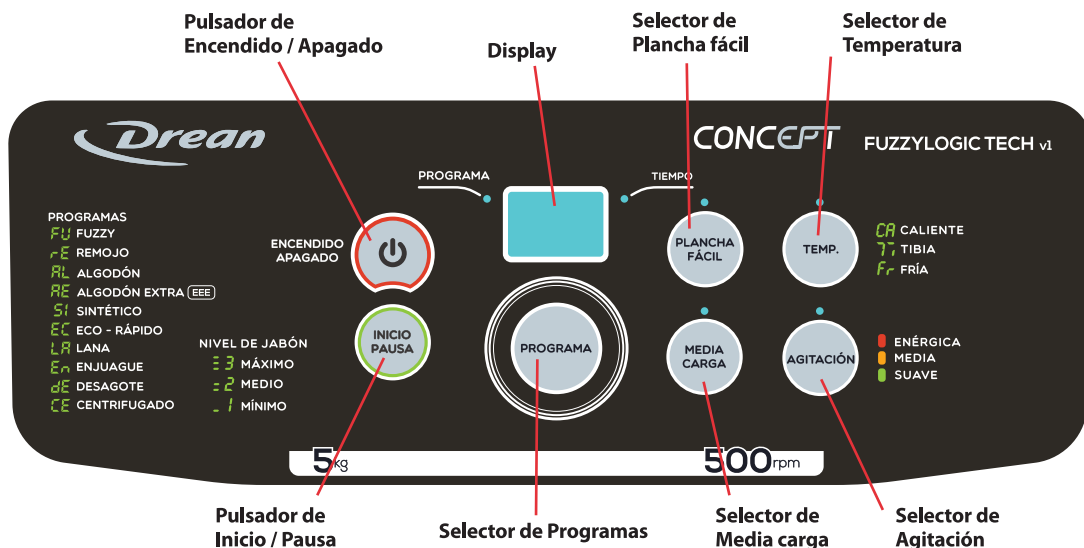 Pulsador de
Encendido / Apagado
Display
Selector de
Plancha fácil
Selector de
Temperatura
Drean
CONCEPT
FUZZYLOGIC TECH v1
PROGRAMA
TIEMPO
PROGRAMAS
FU FUZZY
rE REMOJO
AL ALGODÓN
AE ALGODÓN EXTRA EEE
SI SINTÉTICO
EC ECO - RÁPIDO
LA LANA
En ENJUAGUE
dE DESAGOTE
CE CENTRIFUGADO
NIVEL DE JABÓN
3 MÁXIMO
2 MEDIO
1 MÍNIMO
ENCENDIDO
APAGADO
INICIO
PAUSA
PROGRAMA
PLANCHA
FÁCIL
TEMP.
CA CALIENTE
TIBIA
Fr FRÍA
MEDIA
CARGA
AGITACIÓN
ENÉRGICA
MEDIA
SUAVE
5kg
500rpm
Pulsador de
Inicio / Pausa
Selector de Programas
Selector de
Media carga
Selector de
Agitación